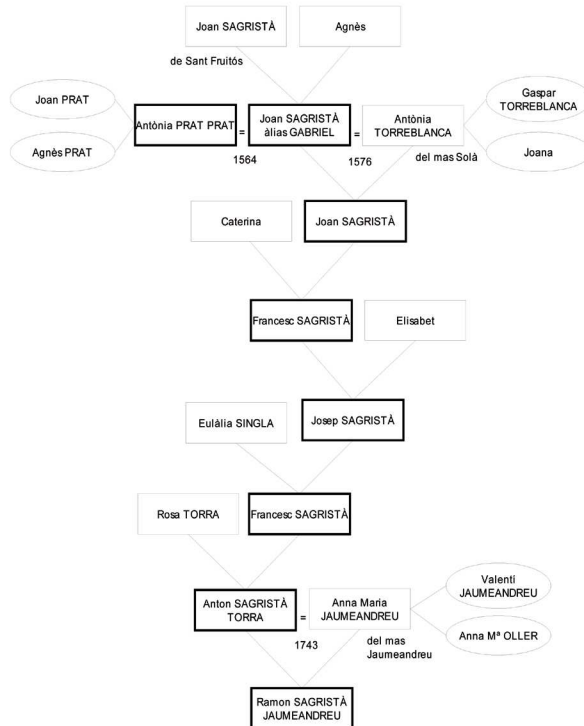 Joan SAGRISTÀ
Agnès
de Sant Fruitós
Joan PRAT
Agnès PRAT
Antònia PRAT PRAT
=
1564
Joan SAGRISTÀ
àlias GABRIEL
=
1576
Antònia
TORREBLANCA
del mas Solà
Gaspar
TORREBLANCA
Joana
Caterina
Joan SAGRISTÀ
Francesc SAGRISTÀ
Elisabet
Eulàlia SINGLA
Josep SAGRISTÀ
Rosa TORRA
Francesc SAGRISTÀ
Anton SAGRISTÀ
TORRA
=
1743
Anna Maria
JAUMEANDREU
del mas
Jaumeandreu
Valentí
JAUMEANDREU
Anna Mª OLLER
Ramon SAGRISTÀ
JAUMEANDREU